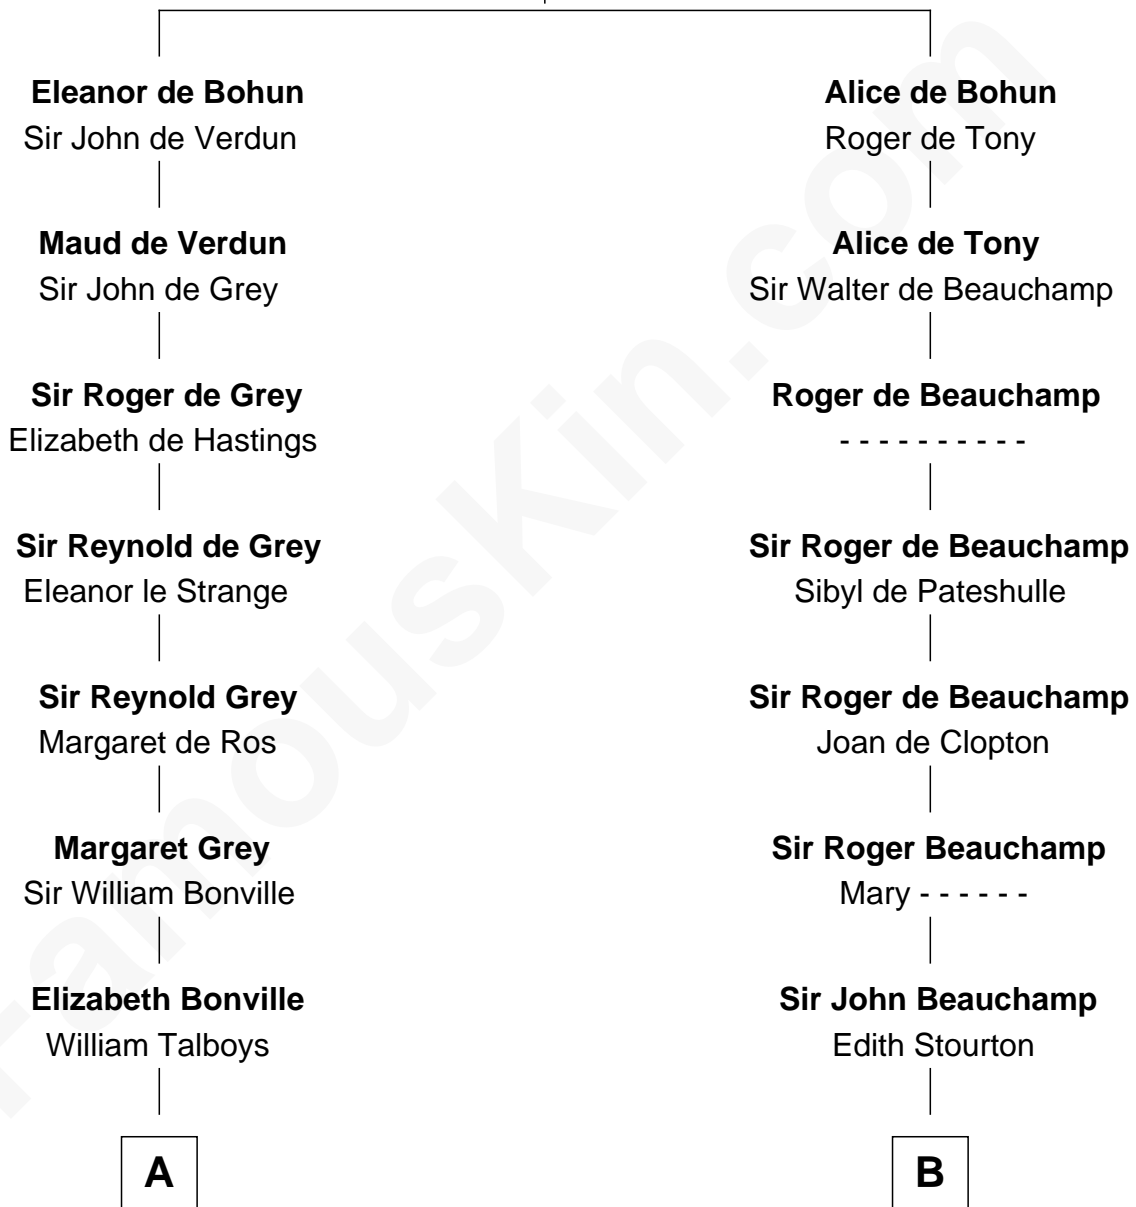 Eleanor de Bohun
Sir John de Verdun
Maud de Verdun
Sir John de Grey
Sir Roger de Grey
Elizabeth de Hastings
Sir Reynold de Grey
Eleanor le Strange
Sir Reynold Grey
Margaret de Ros
Margaret Grey
Sir William Bonville
Elizabeth Bonville
William Talboys
A
Alice de Bohun
Roger de Tony
Alice de Tony
Sir Walter de Beauchamp
Roger de Beauchamp
- - - - - - - - - -
Sir Roger de Beauchamp
Sibyl de Pateshulle
Sir Roger de Beauchamp
Joan de Clopton
Sir Roger Beauchamp
Mary - - - - - -
Sir John Beauchamp
Edith Stourton
B
FamousKin.com